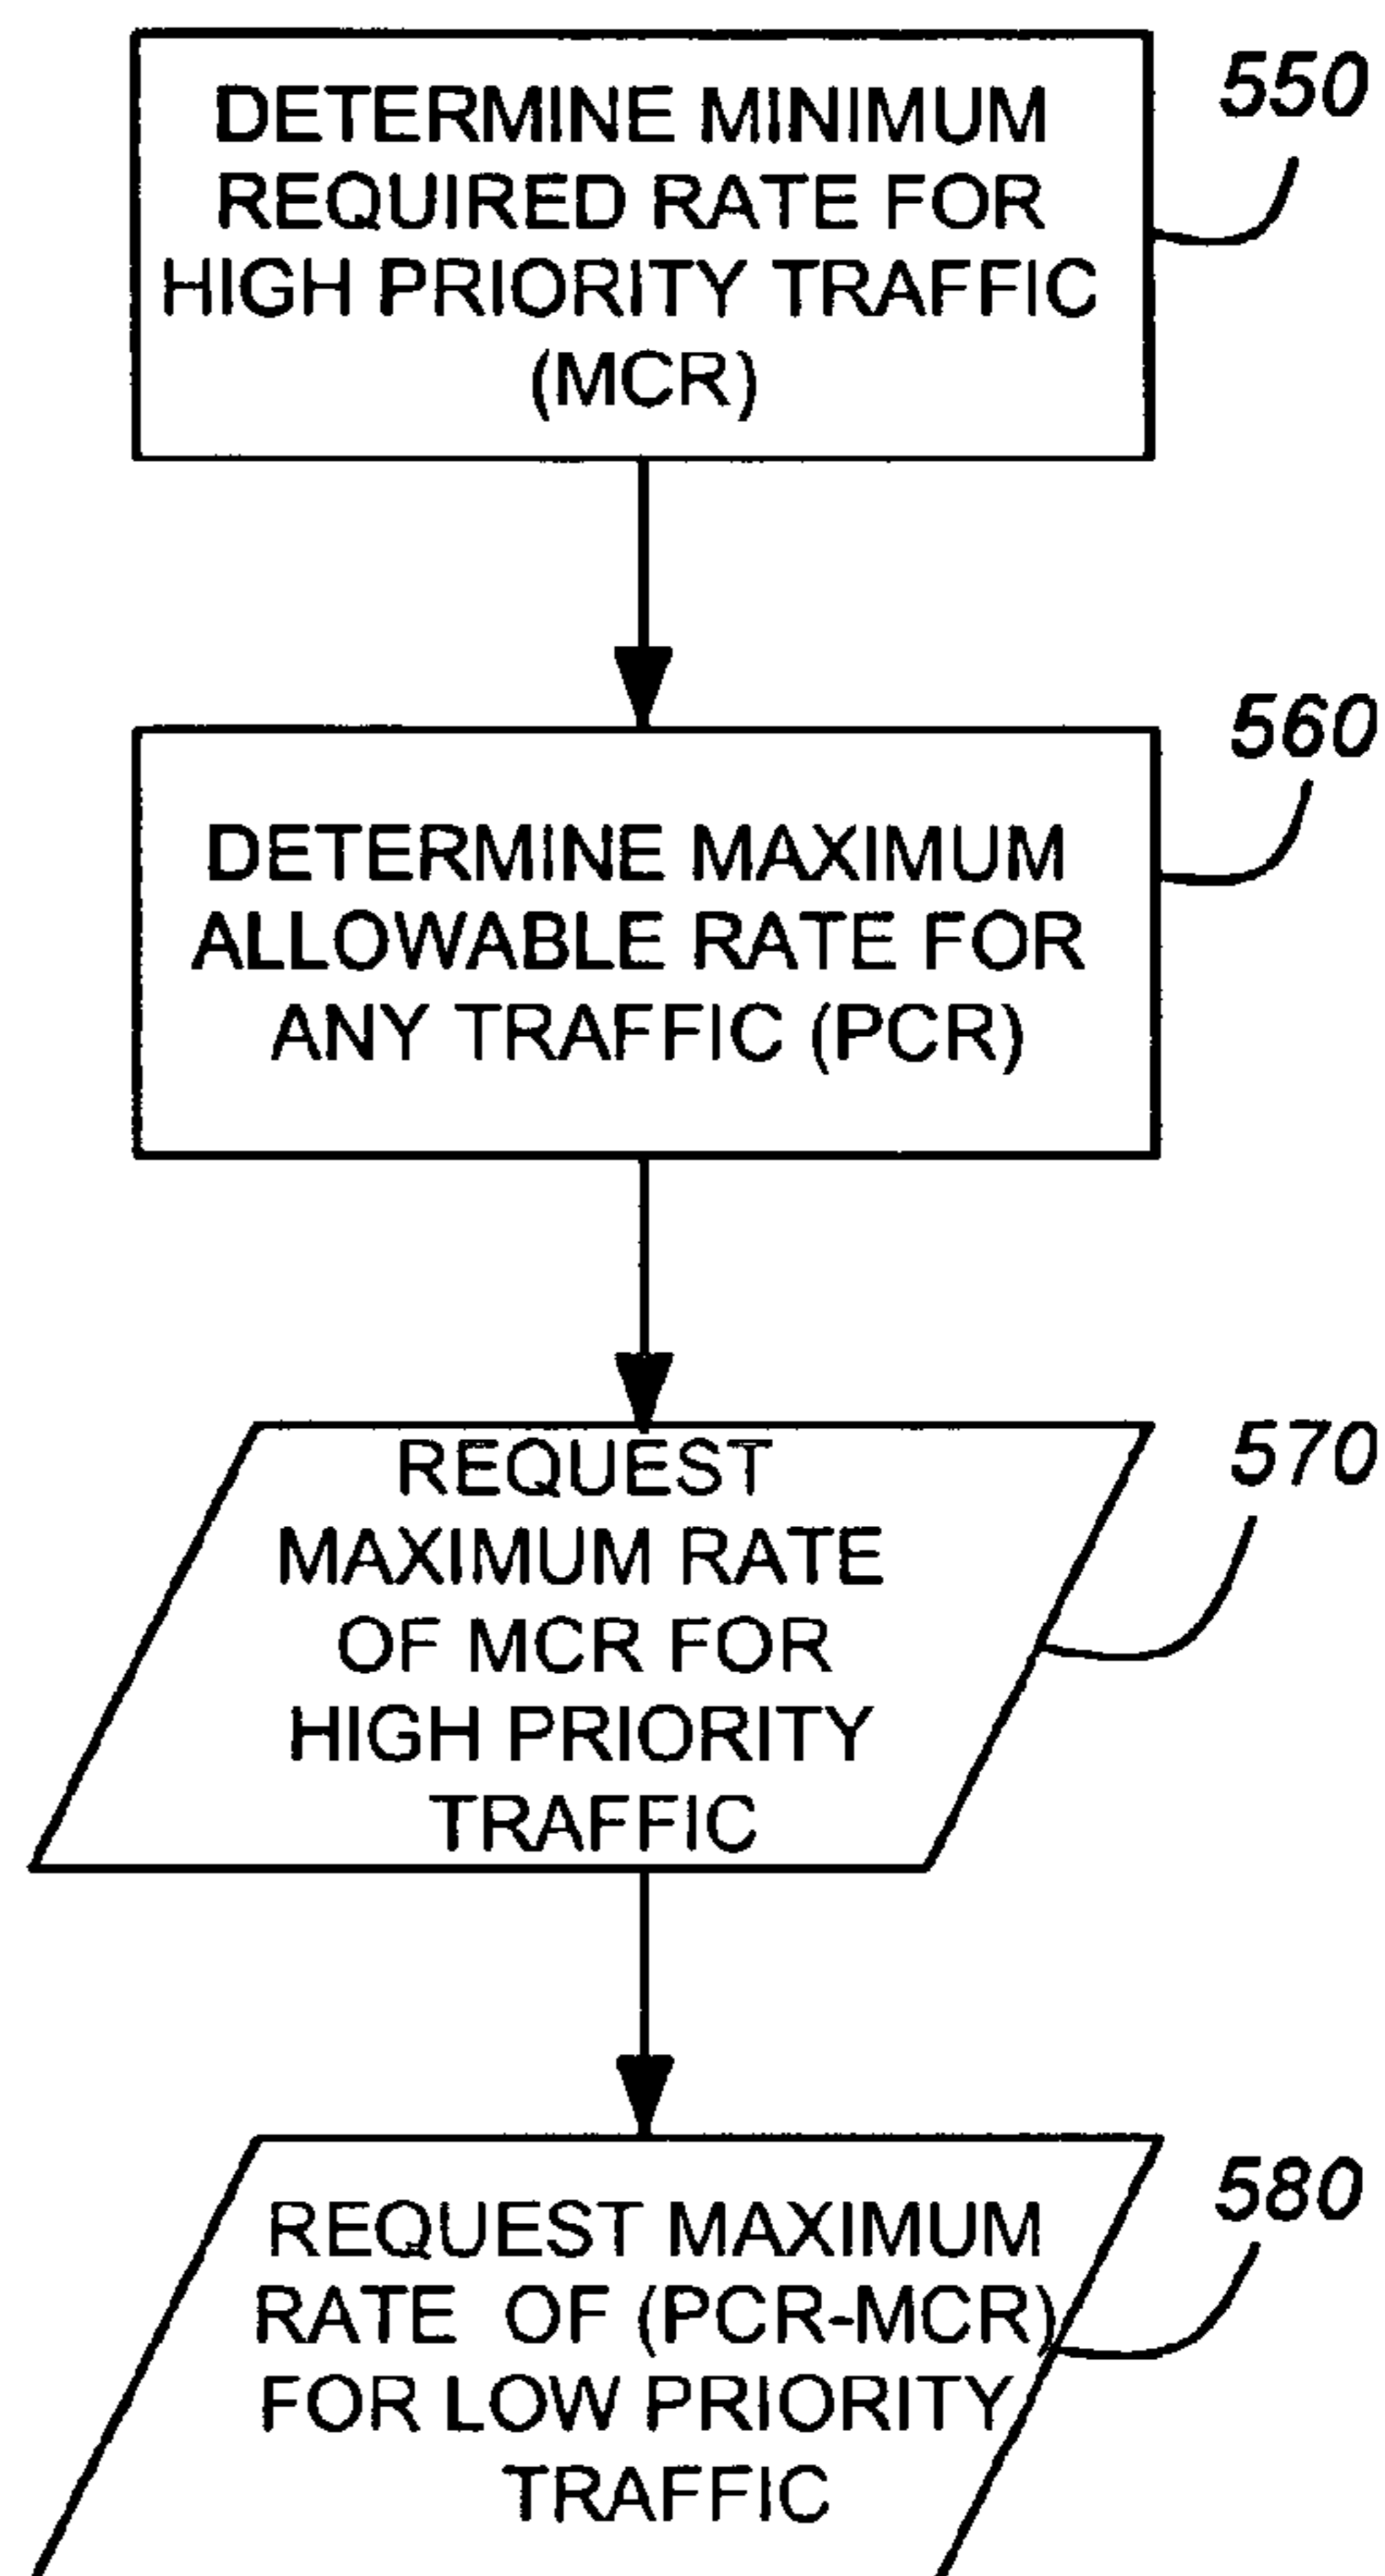 DETERMINE MINIMUM
REQUIRED RATE FOR
HIGH PRIORITY TRAFFIC
(MCR)
550
DETERMINE MAXIMUM
ALLOWABLE RATE FOR
ANY TRAFFIC (PCR)
560
REQUEST
MAXIMUM RATE
OF MCR FOR
HIGH PRIORITY
TRAFFIC
570
REQUEST MAXIMUM
RATE OF (PCR-MCR)
FOR LOW PRIORITY
TRAFFIC
580